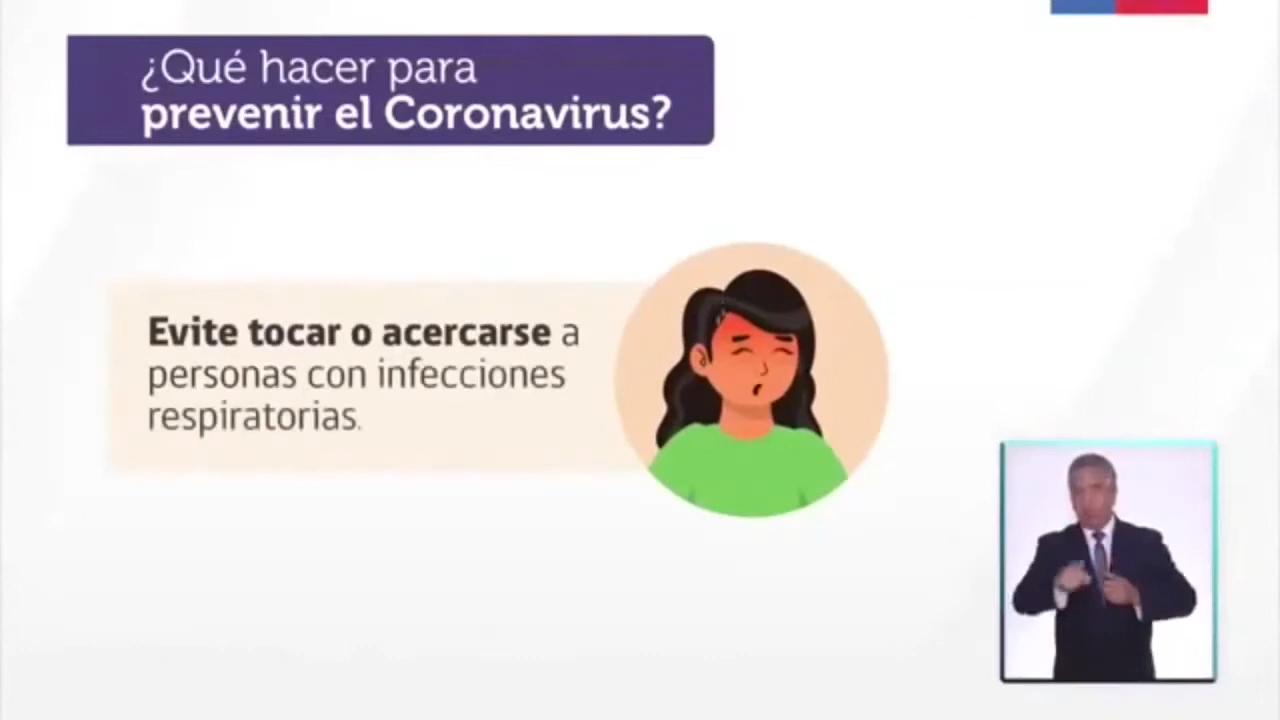 ¿Qué hacer para
prevenir el Coronavirus?
Evite tocar o acercarse a
personas con infecciones
respiratorias.